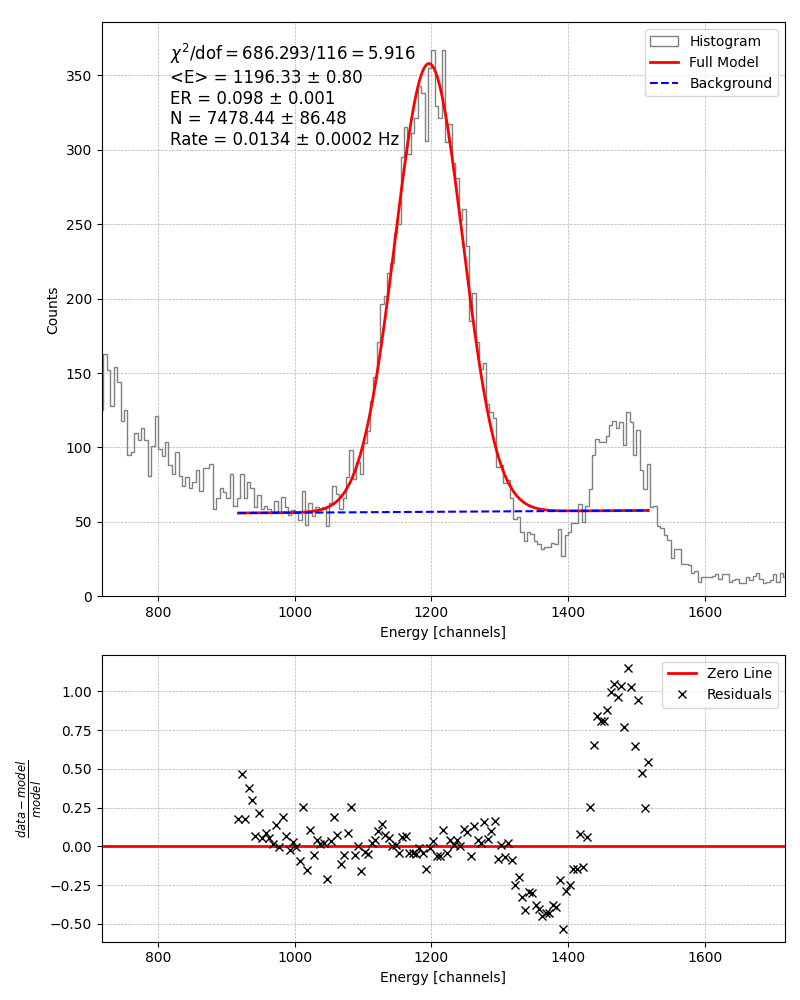 χ²/dof = 686.293/116 = 5.916
<E> = 1196.33 ± 0.80
ER = 0.098 ± 0.001
N = 7478.44 ± 86.48
Rate = 0.0134 ± 0.0002 Hz
Histogram
Full Model
Background
Counts
350
300
250
200
150
100
50
0
800 1000 1200 1400 1600
Energy [channels]
Zero Line
Residuals
data − model
model
1.00
0.75
0.50
0.25
0.00
−0.25
−0.50
800 1000 1200 1400 1600
Energy [channels]